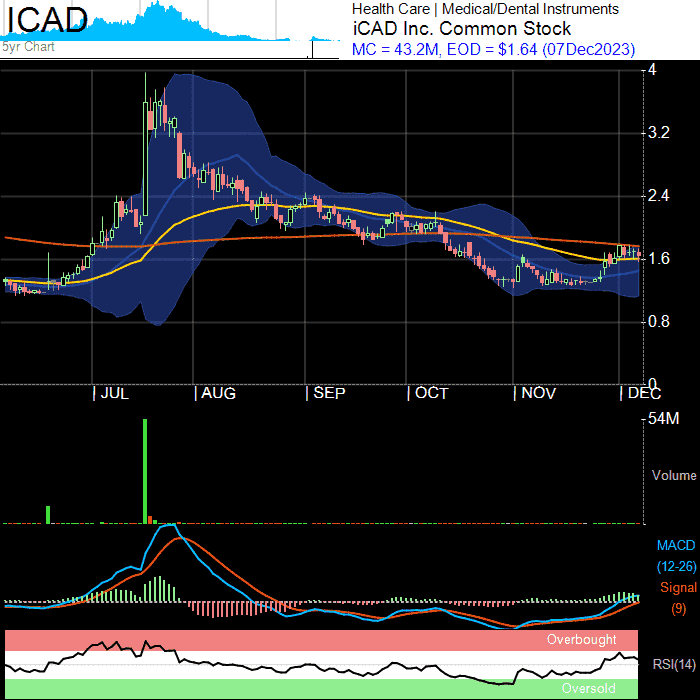 ICAD
5yr Chart
Health Care | Medical/Dental Instruments
iCAD Inc. Common Stock
MC = 43.2M, EOD = $1.64 (07Dec2023)
4
3.2
2.4
1.6
0.8
0
| JUL | AUG | SEP | OCT | NOV | DEC
54M
Volume
MACD
(12-26)
Signal
(9)
Overbought
RSI(14)
Oversold